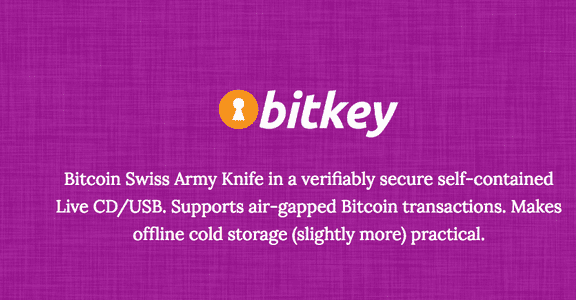 bitkey
Bitcoin Swiss Army Knife in a verifiably secure self-contained
Live CD/USB. Supports air-gapped Bitcoin transactions. Makes
offline cold storage (slightly more) practical.